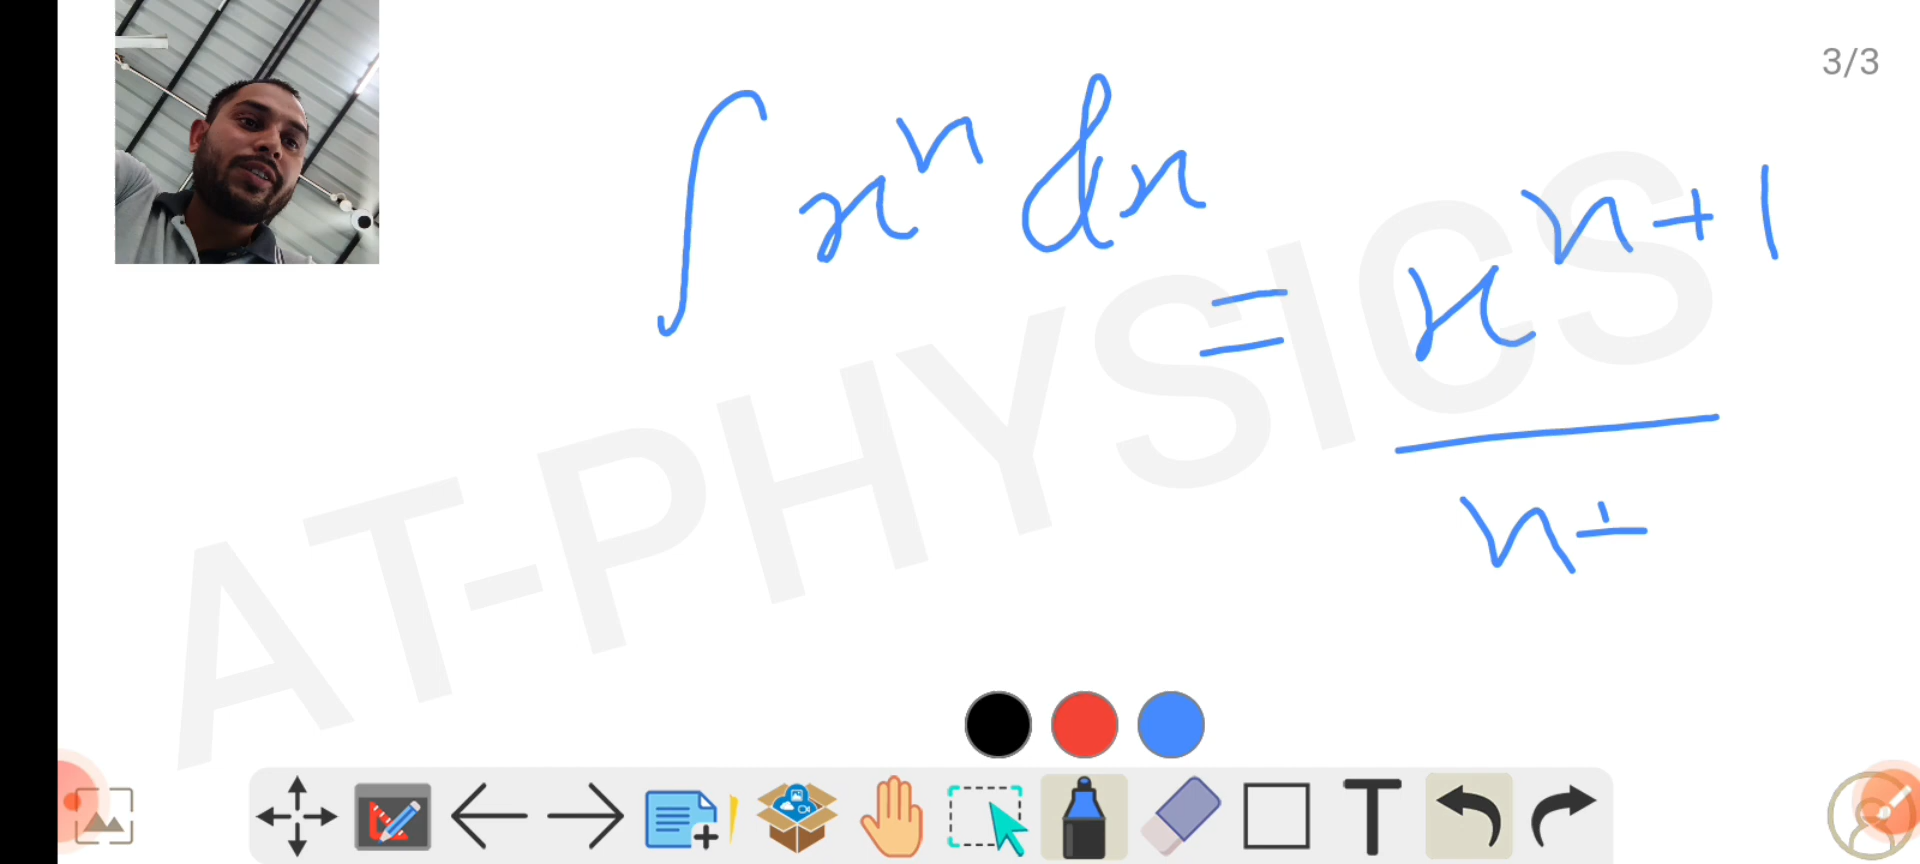 3/3
∫ xⁿ dx
= xⁿ⁺¹
n+
AT-PHYSICS
T